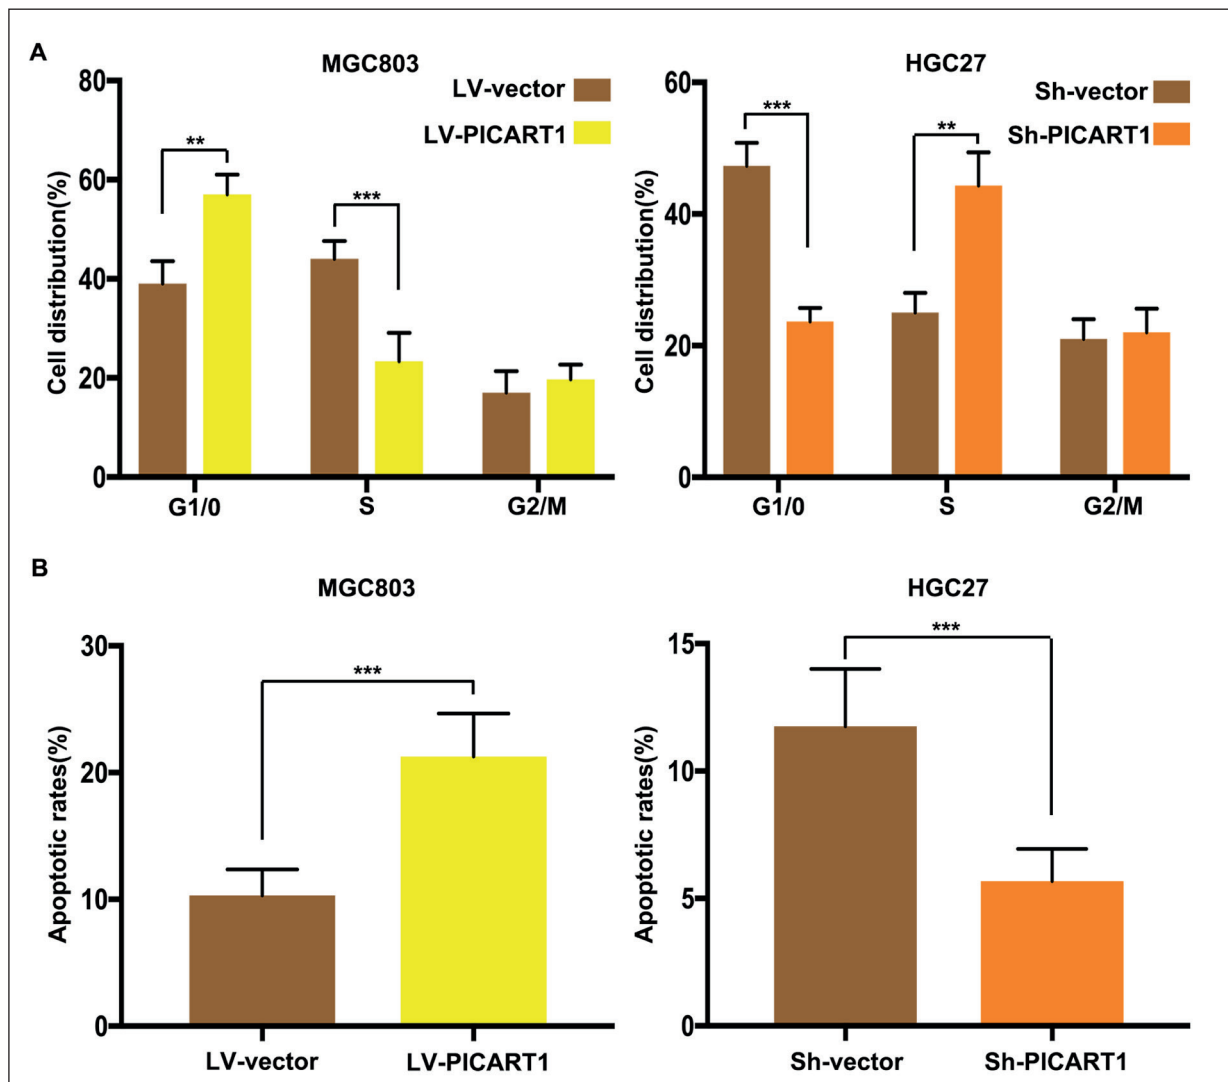 A
MGC803
LV-vector
LV-PICART1
Cell distribution(%)
80
60
40
20
0
**
***
G1/0
S
G2/M
HGC27
Sh-vector
Sh-PICART1
Cell distribution(%)
60
40
20
0
***
**
G1/0
S
G2/M
B
MGC803
Apoptotic rates(%)
30
20
10
0
***
LV-vector
LV-PICART1
HGC27
Apoptotic rates(%)
15
10
5
0
***
Sh-vector
Sh-PICART1